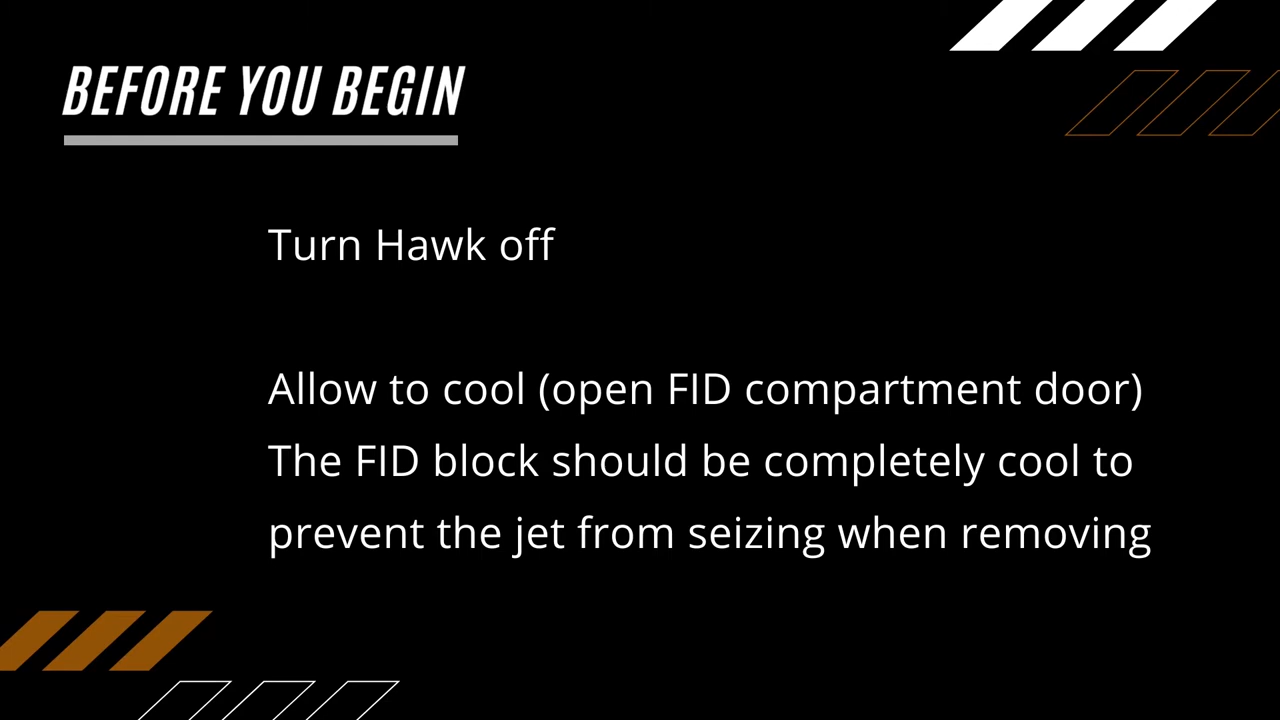 BEFORE YOU BEGIN
Turn Hawk off
Allow to cool (open FID compartment door)
The FID block should be completely cool to
prevent the jet from seizing when removing